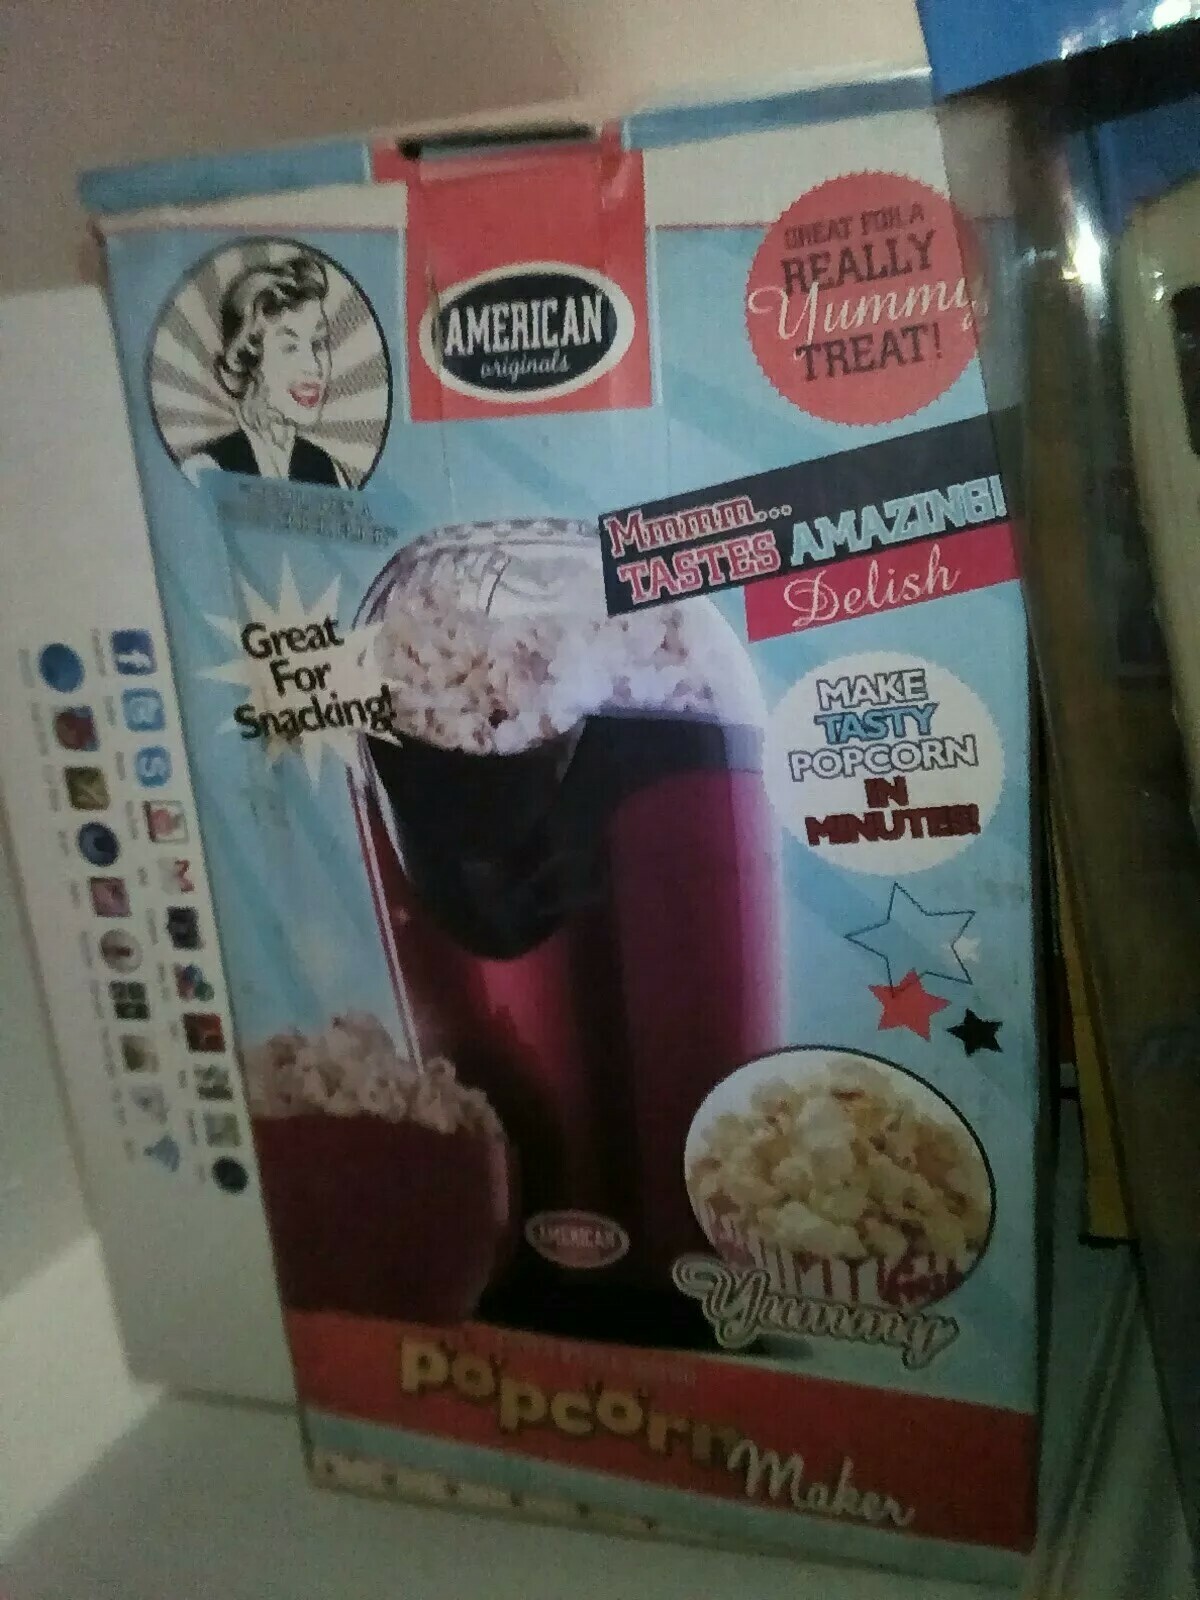 AMERICAN
originals
GREAT FOR A
REALLY
Yummy
TREAT!
Mmmm...
TASTES AMAZING!
Delish
Great
For
Snacking!
MAKE
TASTY
POPCORN
IN
MINUTES!
AMERICAN
Yummy
popcorn
Maker